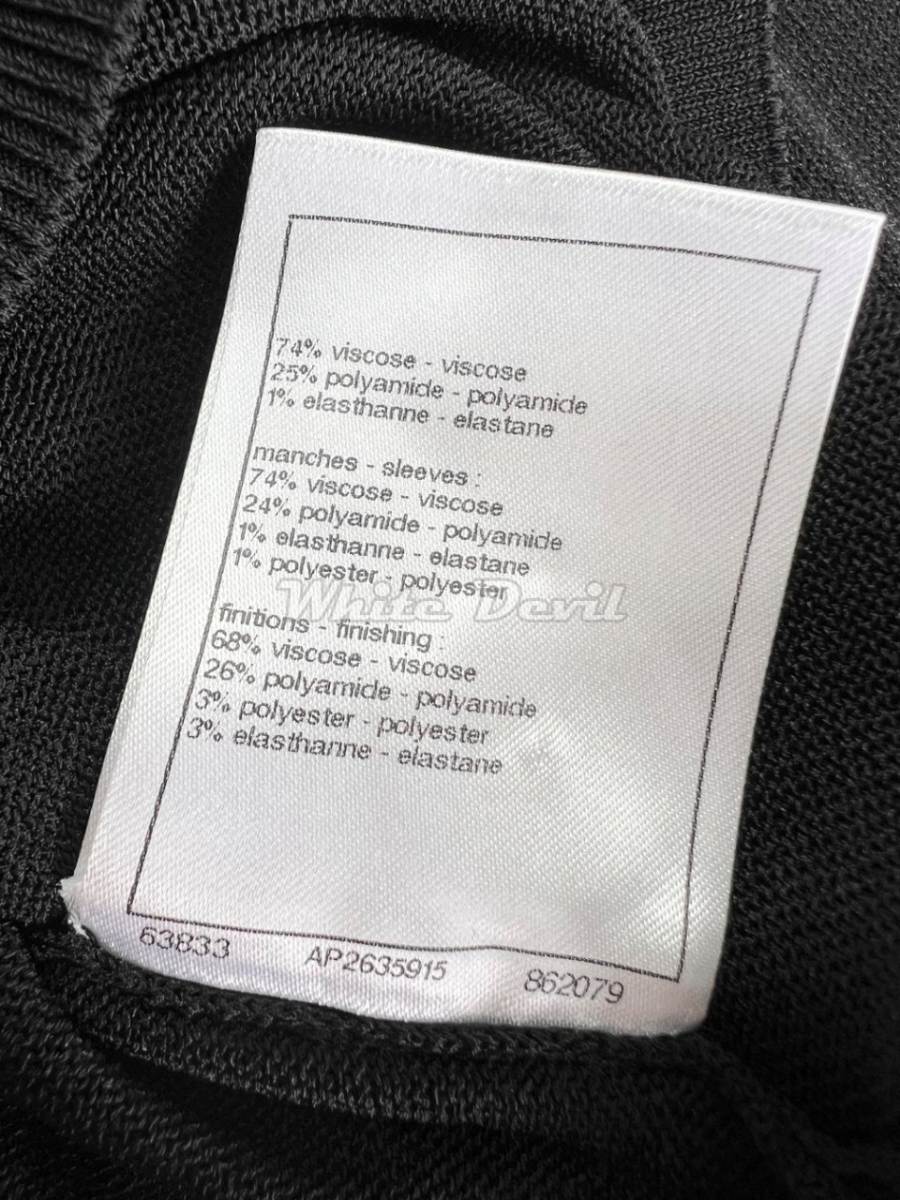 74% viscose - viscose
25% polyamide - polyamide
1% elasthanne - elastane
manches - sleeves :
74% viscose - viscose
24% polyamide - polyamide
1% elasthanne - elastane
1% polyester - polyester
White Devil
finitions - finishing :
68% viscose - viscose
26% polyamide - polyamide
3% polyester - polyester
3% elasthanne - elastane
63833 AP2635915 862079